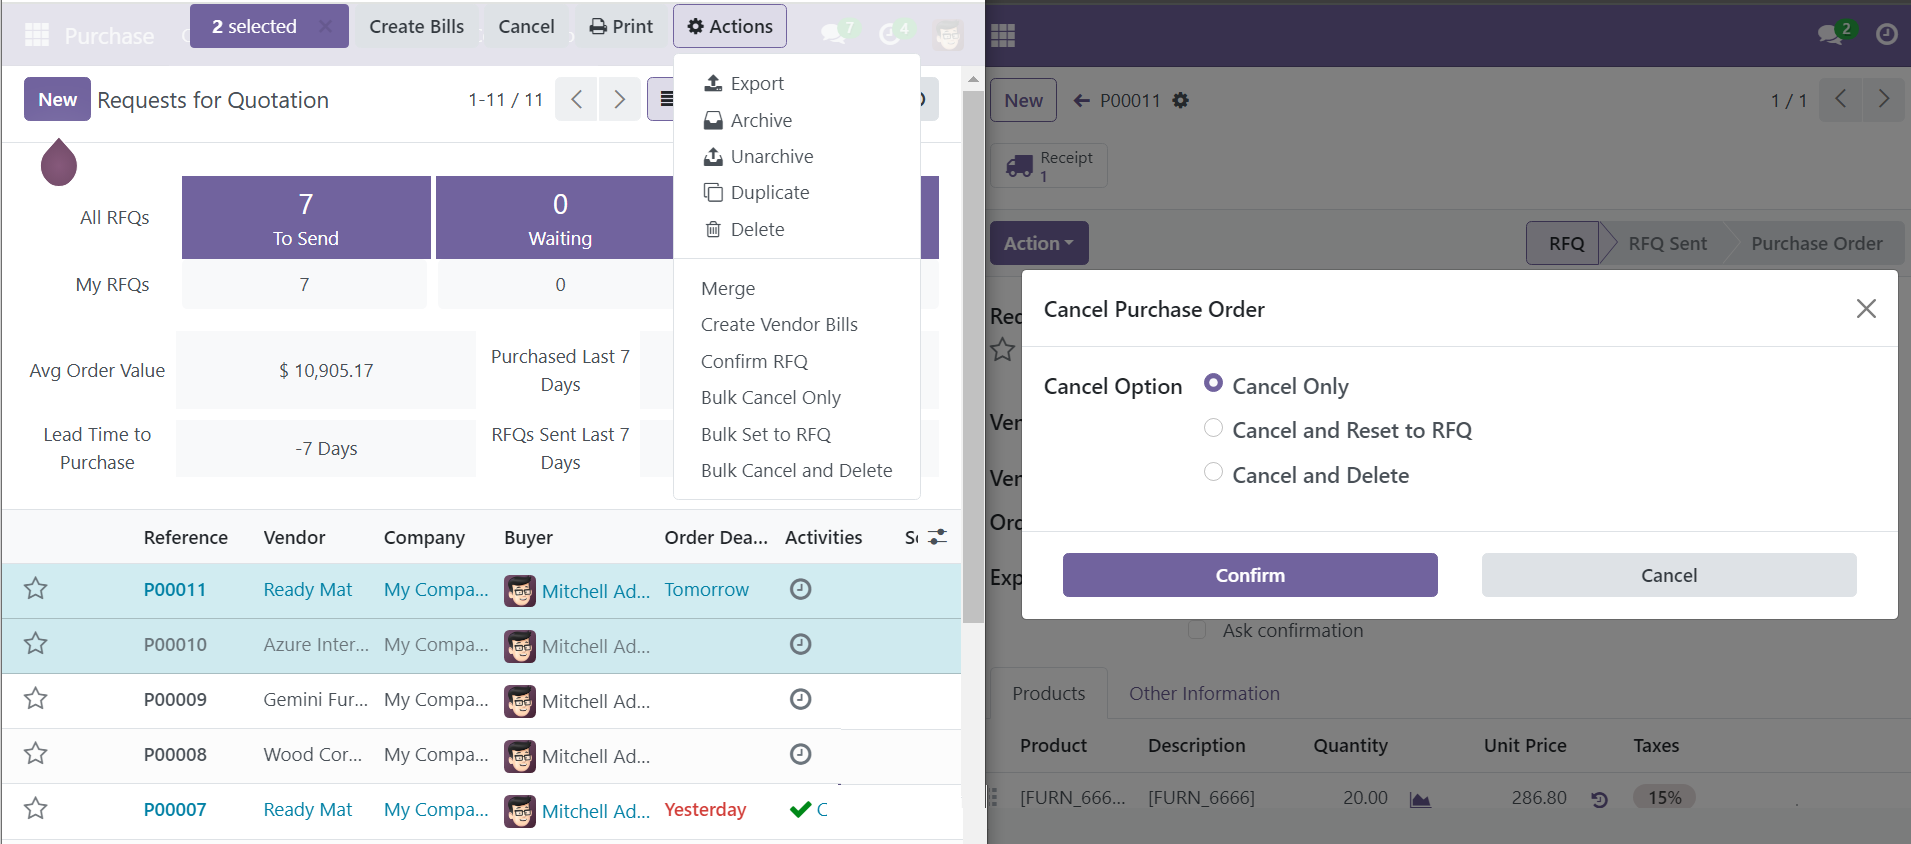 Purchase
2 selected
Create Bills
Cancel
Print
Actions
7
4
New
Requests for Quotation
1-11 / 11
Export
Archive
Unarchive
Duplicate
Delete
Merge
Create Vendor Bills
Confirm RFQ
Bulk Cancel Only
Bulk Set to RFQ
Bulk Cancel and Delete
All RFQs
7
To Send
0
Waiting
My RFQs
7
0
Avg Order Value
$ 10,905.17
Purchased Last 7
Days
Lead Time to
Purchase
-7 Days
RFQs Sent Last 7
Days
Reference Vendor Company Buyer Order Dea... Activities
P00011 Ready Mat My Compa... Mitchell Ad... Tomorrow
P00010 Azure Inter... My Compa... Mitchell Ad...
P00009 Gemini Fur... My Compa... Mitchell Ad...
P00008 Wood Cor... My Compa... Mitchell Ad...
P00007 Ready Mat My Compa... Mitchell Ad... Yesterday C
2
New
P00011
1 / 1
Receipt
1
Action
RFQ
RFQ Sent
Purchase Order
Rec
Cancel Purchase Order
Cancel Option
Cancel Only
Cancel and Reset to RFQ
Cancel and Delete
Ven
Ven
Ord
Exp
Confirm
Cancel
Ask confirmation
Products
Other Information
Product Description Quantity Unit Price Taxes
[FURN_666... [FURN_6666] 20.00 286.80 15%